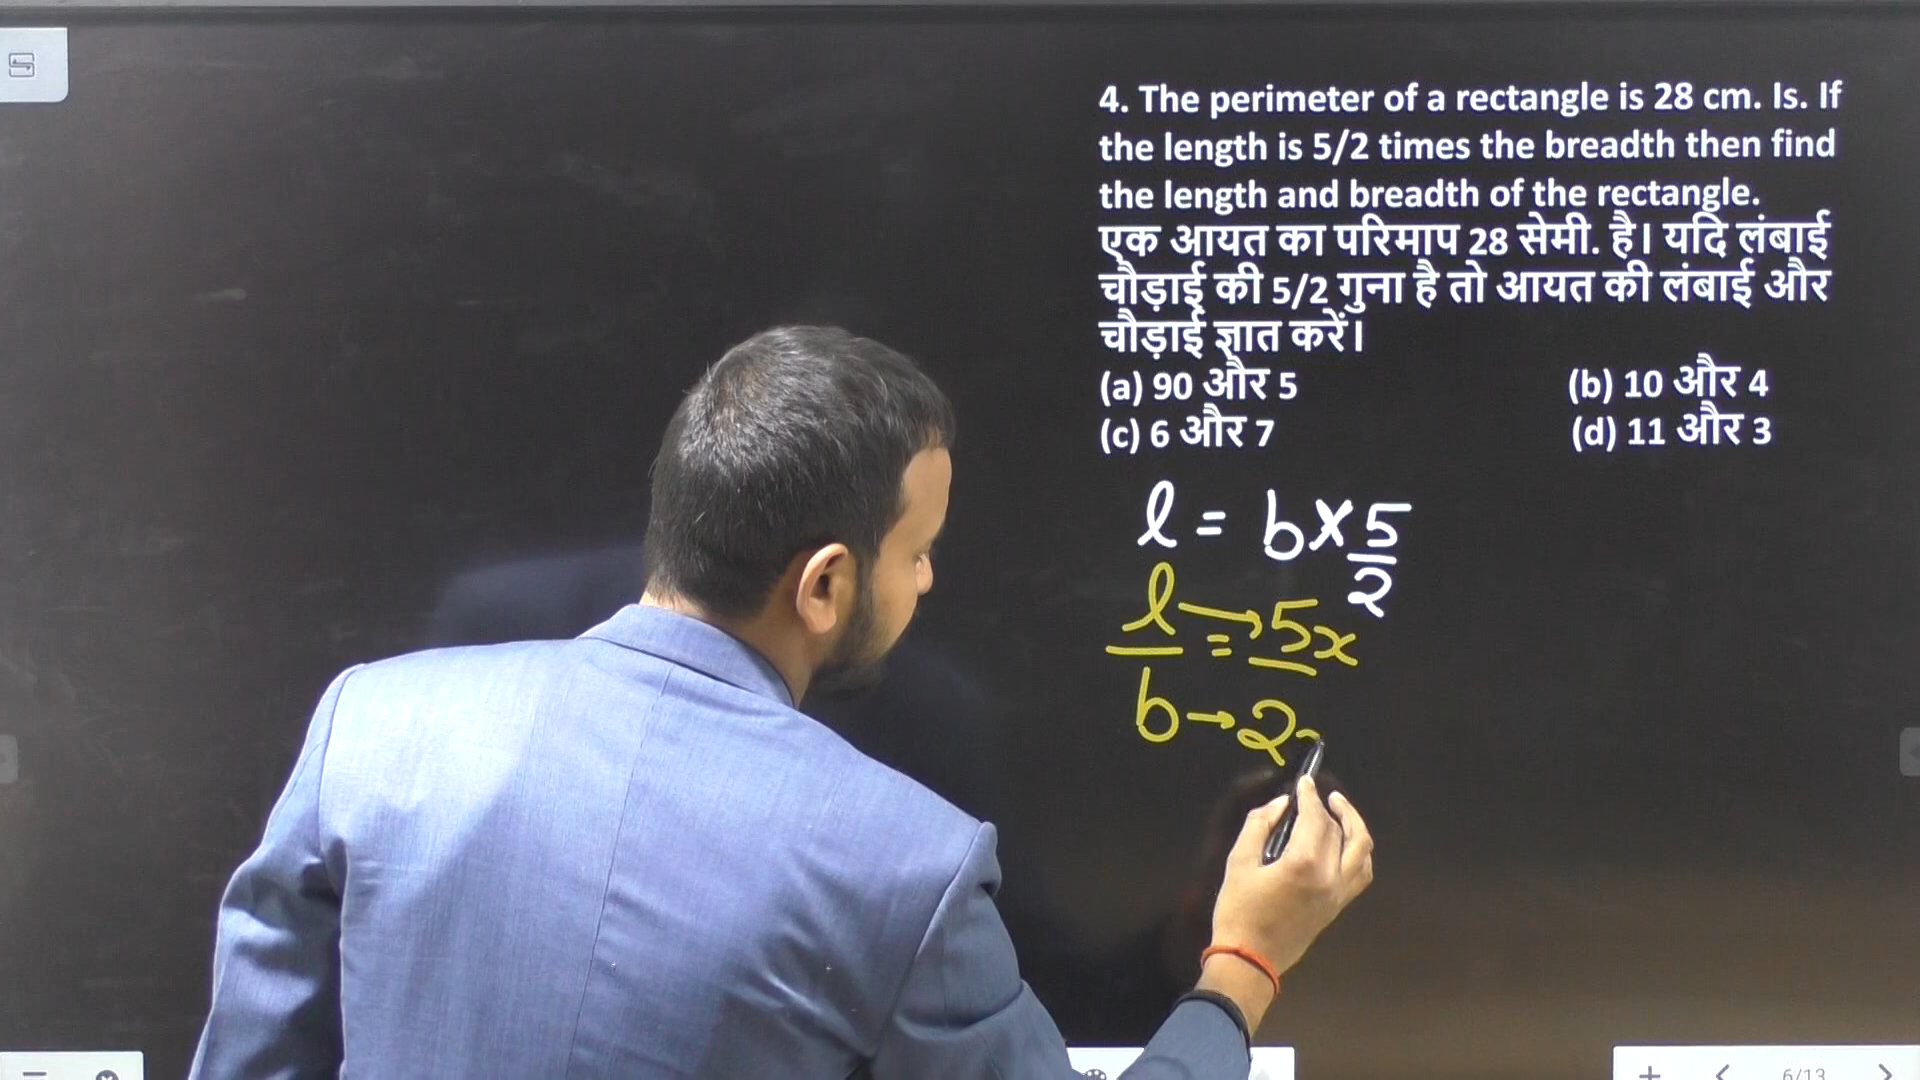 4. The perimeter of a rectangle is 28 cm. Is. If
the length is 5/2 times the breadth then find
the length and breadth of the rectangle.
एक आयत का परिमाप 28 सेमी. है। यदि लंबाई
चौड़ाई की 5/2 गुना है तो आयत की लंबाई और
चौड़ाई ज्ञात करें।
(a) 90 और 5 (b) 10 और 4
(c) 6 और 7 (d) 11 और 3
l = b×5/2
l → 5x
=
b → 2
6/13